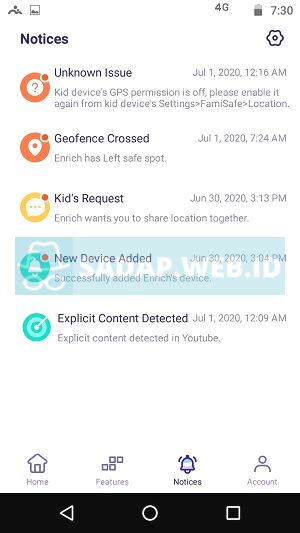 4G 7:30
Notices
Unknown Issue Jul 1, 2020, 12:16 AM
Kid device's GPS permission is off, please enable it
again from kid device's Settings>FamiSafe>Location.
Geofence Crossed Jul 1, 2020, 7:24 AM
Enrich has Left safe spot.
Kid's Request Jun 30, 2020, 3:13 PM
Enrich wants you to share location together.
New Device Added Jun 30, 2020, 3:04 PM
SADAP.WEB.ID
Successfully added Enrich's device.
Explicit Content Detected Jul 1, 2020, 12:09 AM
Explicit content detected in Youtube.
Home Features Notices Account